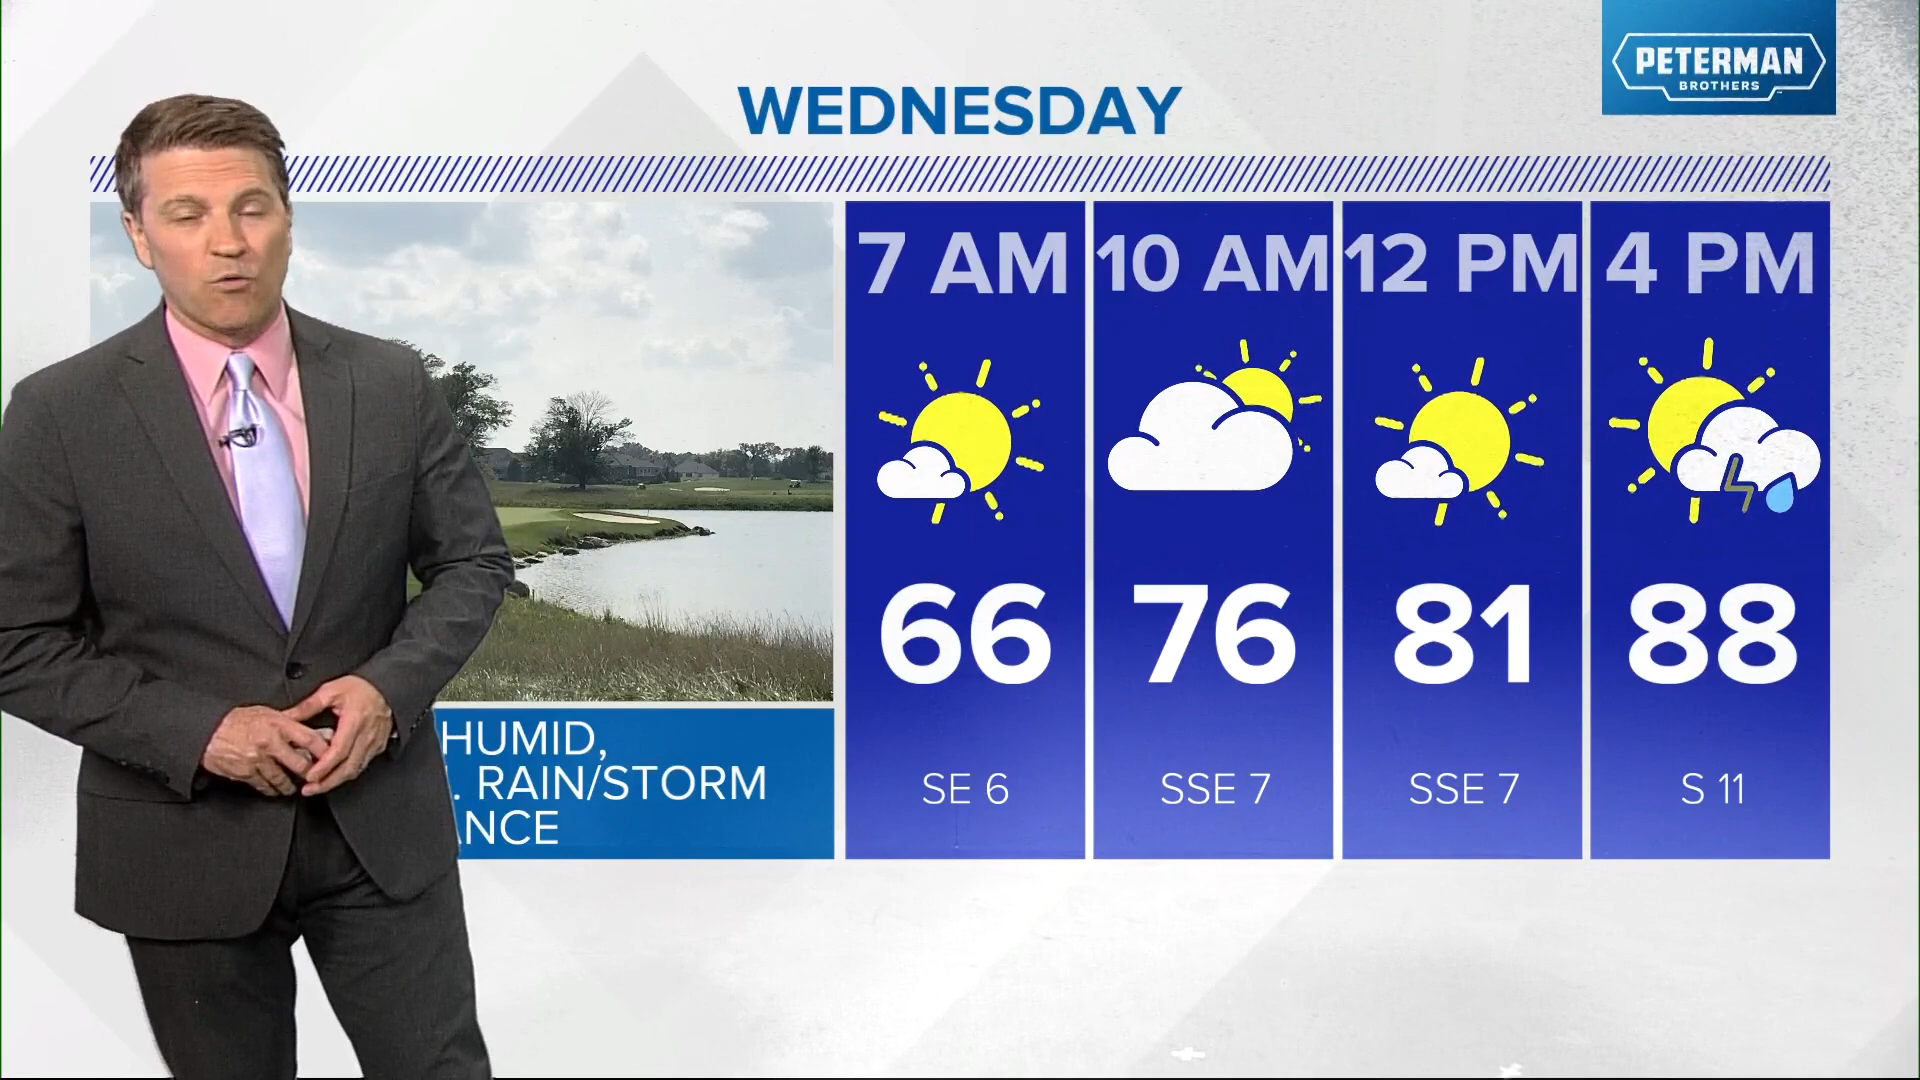 PETERMAN
BROTHERS
WEDNESDAY
7 AM
10 AM
12 PM
4 PM
66
76
81
88
SE 6
SSE 7
SSE 7
S 11
HUMID,
. RAIN/STORM
ANCE